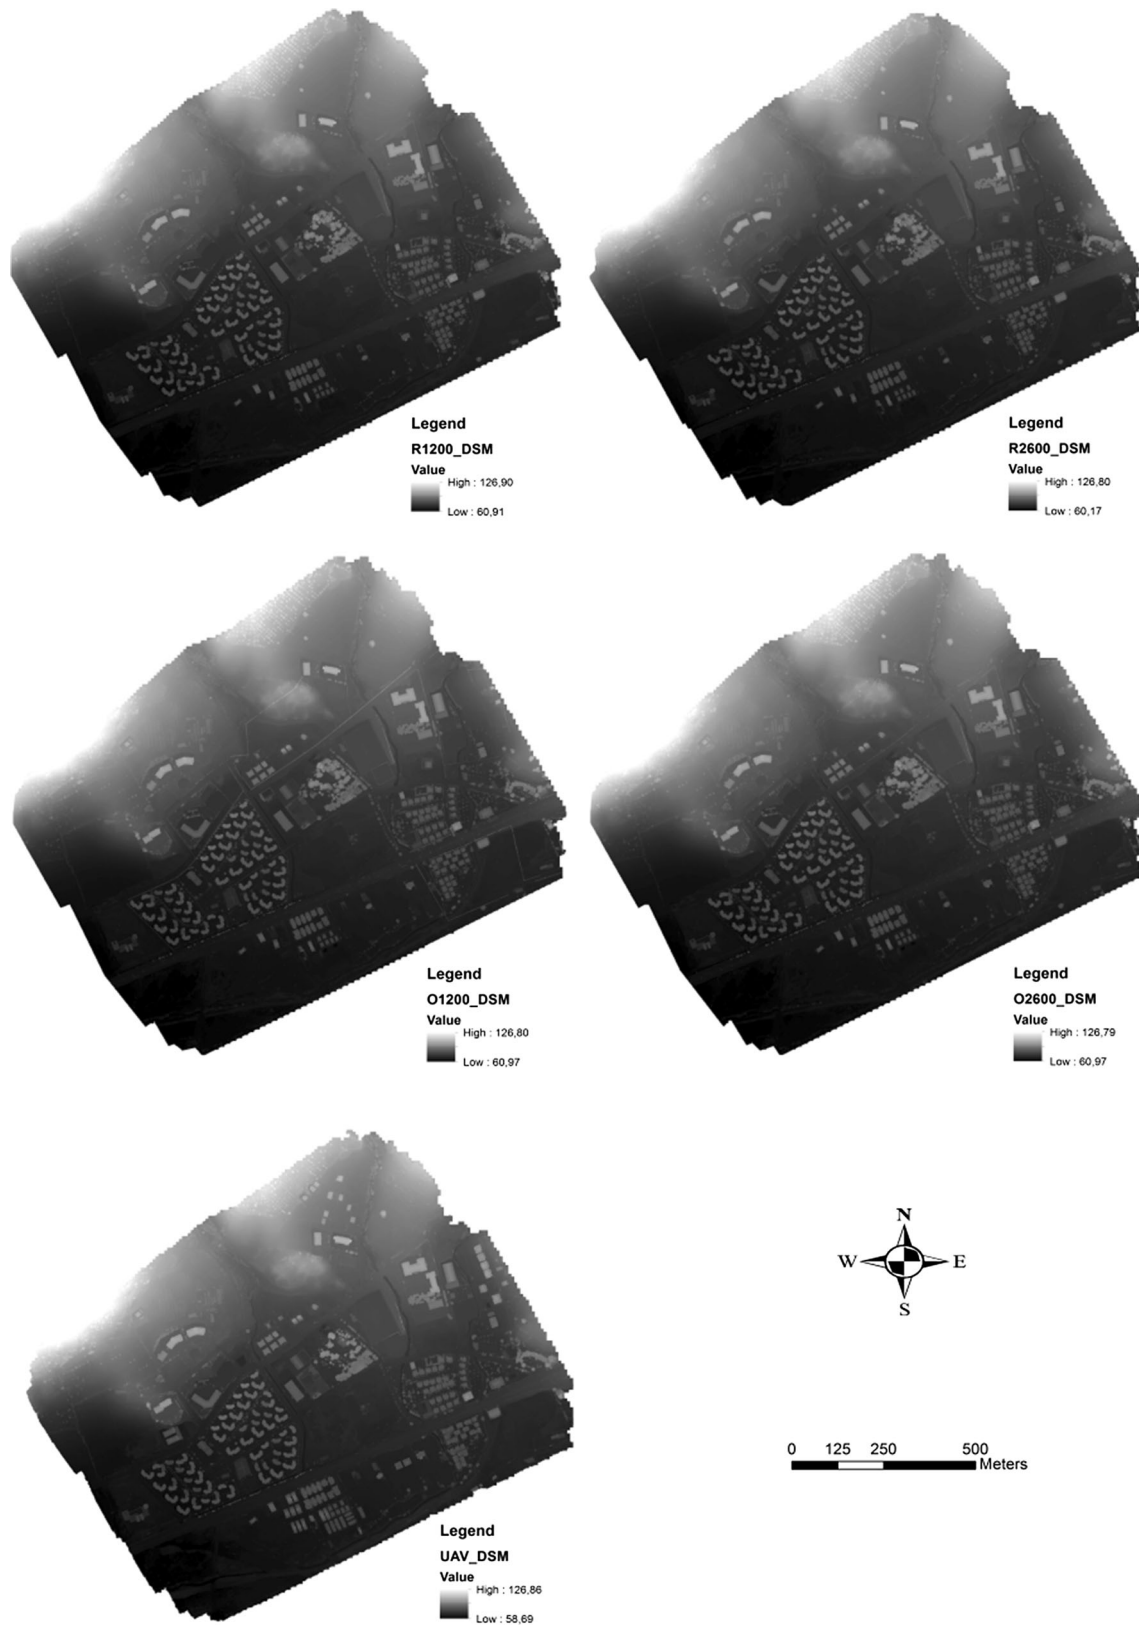 Legend
R1200_DSM
Value
High : 126,90
Low : 60,91
Legend
R2600_DSM
Value
High : 126,80
Low : 60,17
Legend
O1200_DSM
Value
High : 126,80
Low : 60,97
Legend
O2600_DSM
Value
High : 126,79
Low : 60,97
N
W E
S
0 125 250 500
Meters
Legend
UAV_DSM
Value
High : 126,86
Low : 58,69